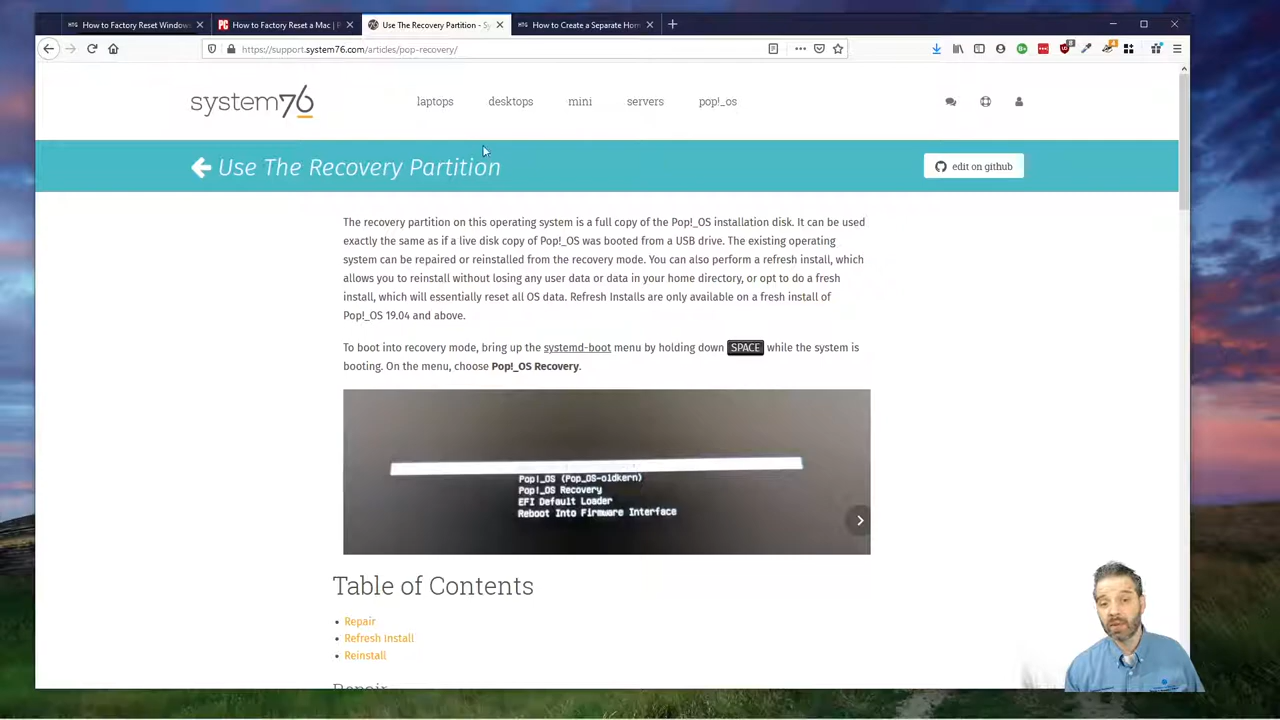 How to Factory Reset Window
How to Factory Reset a Mac | P
Use The Recovery Partition - Sy
How to Create a Separate Hom
https://support.system76.com/articles/pop-recovery/
system76
laptops
desktops
mini
servers
pop!_os
Use The Recovery Partition
edit on github
The recovery partition on this operating system is a full copy of the Pop!_OS installation disk. It can be used
exactly the same as if a live disk copy of Pop!_OS was booted from a USB drive. The existing operating
system can be repaired or reinstalled from the recovery mode. You can also perform a refresh install, which
allows you to reinstall without losing any user data or data in your home directory, or opt to do a fresh
install, which will essentially reset all OS data. Refresh Installs are only available on a fresh install of
Pop!_OS 19.04 and above.
To boot into recovery mode, bring up the systemd-boot menu by holding down SPACE while the system is
booting. On the menu, choose Pop!_OS Recovery.
Pop!_OS (Pop_OS-oldkern)
Pop!_OS Recovery
EFI Default Loader
Reboot Into Firmware Interface
Table of Contents
Repair
Refresh Install
Reinstall
Repair